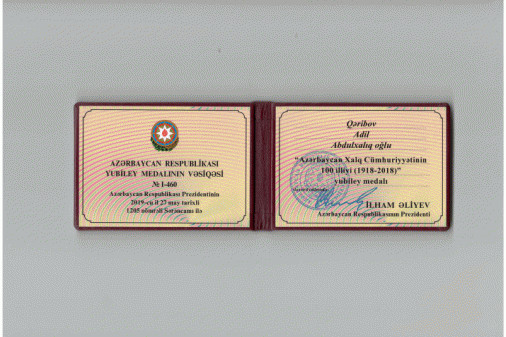 AZƏRBAYCAN RESPUBLİKASI
YUBİLEY MEDALININ VƏSİQƏSİ
№ I-460
Azərbaycan Respublikası Prezidentinin
2019-cu il 27 may tarixli
1205 nömrəli Sərəncamı ilə
Qəribov
Adil
Abdulxalıq oğlu
"Azərbaycan Xalq Cümhuriyyətinin
100 illiyi (1918-2018)"
yubiley medalı
İLHAM ƏLİYEV
Azərbaycan Respublikasının Prezidenti